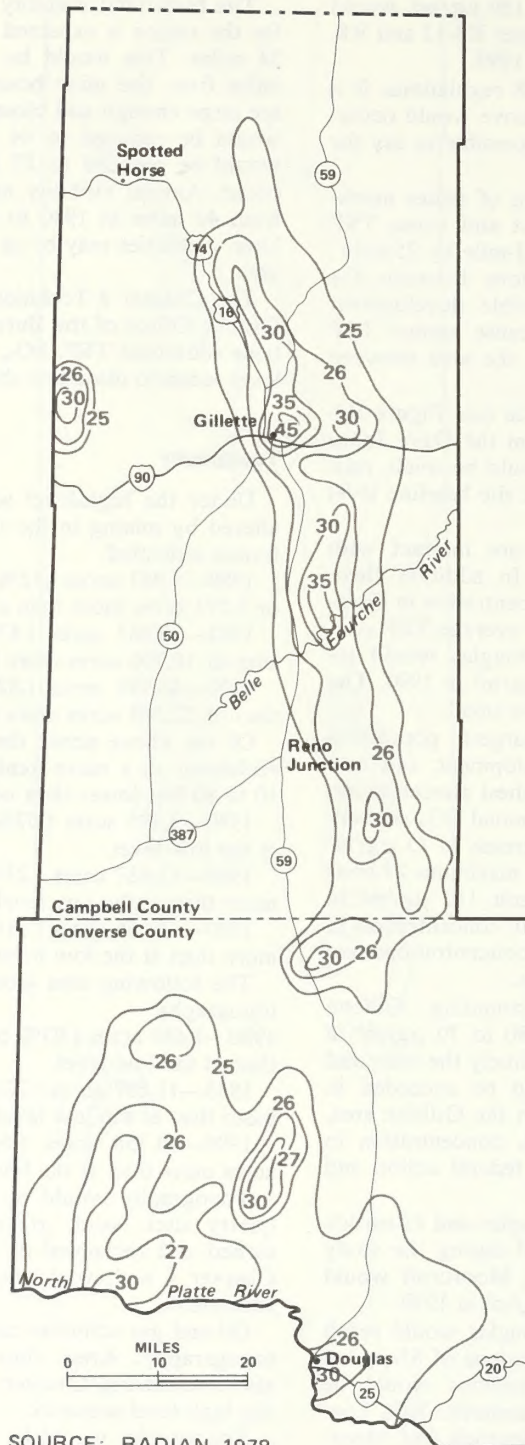 59
Spotted
Horse
14
16
30
25
26
26
30
25
35
30
Gillette
45
90
30
35
Belle Fourche River
50
26
Reno
Junction
30
387
59
Campbell County
Converse County
30 26
26
25
26
26
27
30
27
30
North Platte River
26
Douglas
30
25
20
MILES
0 10 20
SOURCE: RADIAN 1979